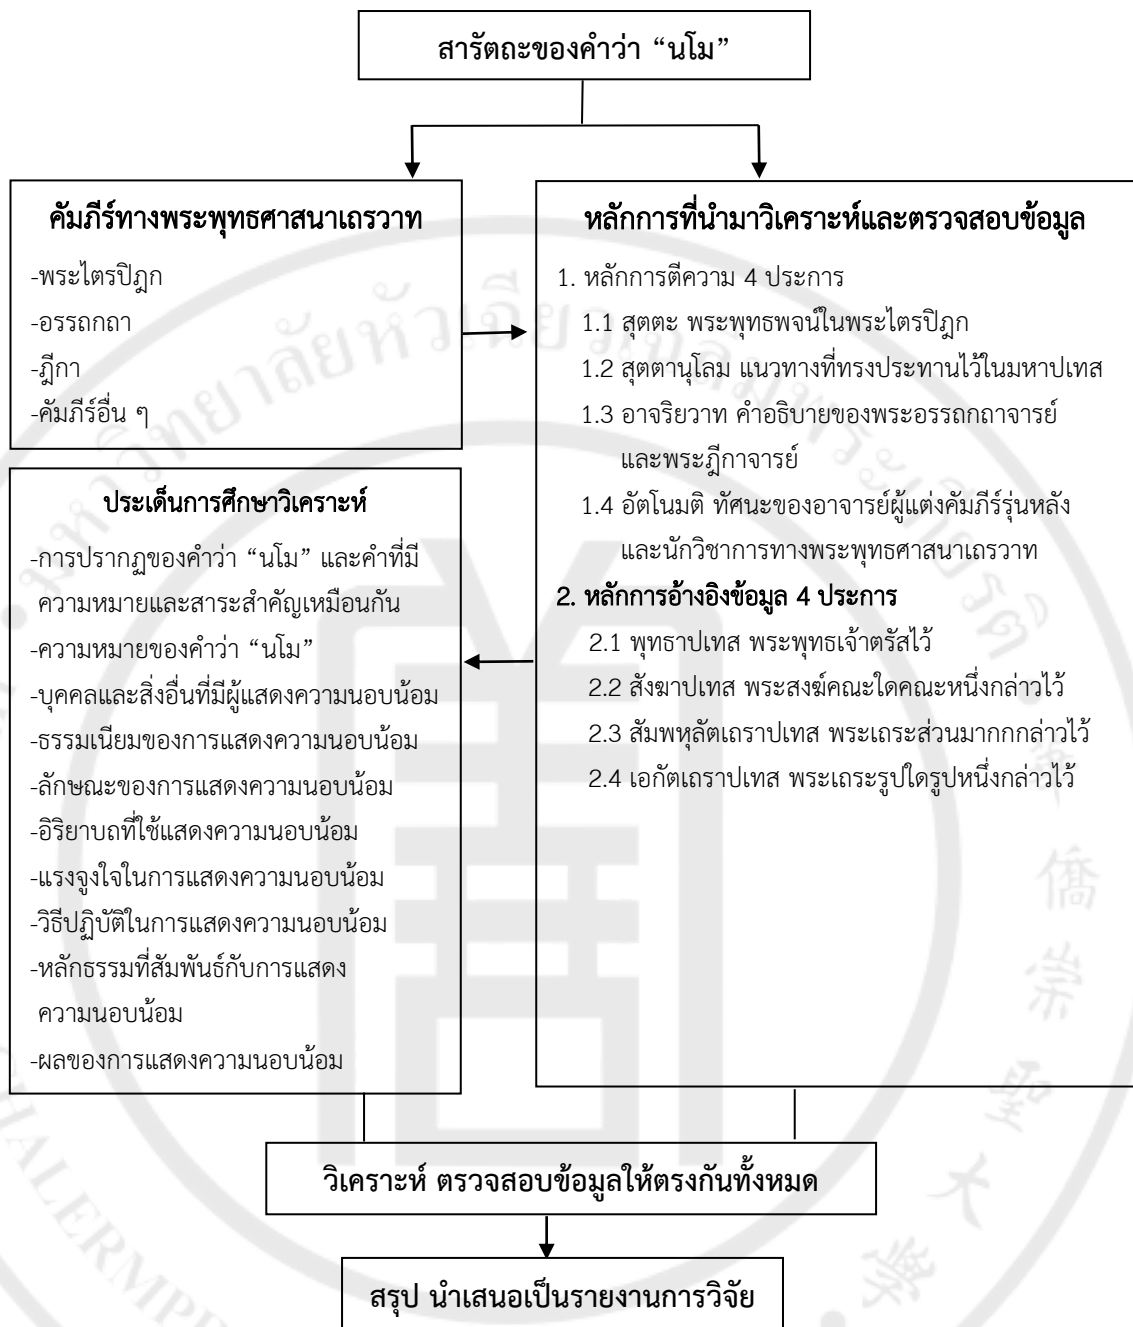 สารัตถะของคำว่า “นโม”
คัมภีร์ทางพระพุทธศาสนาเถรวาท
-พระไตรปิฎก
-อรรถกถา
-ฎีกา
-คัมภีร์อื่น ๆ
หลักการที่นำมาวิเคราะห์และตรวจสอบข้อมูล
1. หลักการตีความ 4 ประการ
1.1 สุตตะ พระพุทธพจน์ในพระไตรปิฎก
1.2 สุตตานุโลม แนวทางที่ทรงประทานไว้ในมหาปเทส
1.3 อาจริยวาท คำอธิบายของพระอรรถกถาจารย์
และพระฎีกาจารย์
1.4 อัตโนมติ ทัศนะของอาจารย์ผู้แต่งคัมภีร์รุ่นหลัง
และนักวิชาการทางพระพุทธศาสนาเถรวาท
2. หลักการอ้างอิงข้อมูล 4 ประการ
2.1 พุทธาปเทส พระพุทธเจ้าตรัสไว้
2.2 สังฆาปเทส พระสงฆ์คณะใดคณะหนึ่งกล่าวไว้
2.3 สัมพหุลัตเถราปเทส พระเถระส่วนมากกกล่าวไว้
2.4 เอกัตเถราปเทส พระเถระรูปใดรูปหนึ่งกล่าวไว้
ประเด็นการศึกษาวิเคราะห์
-การปรากฏของคำว่า “นโม” และคำที่มี
ความหมายและสาระสำคัญเหมือนกัน
-ความหมายของคำว่า “นโม”
-บุคคลและสิ่งอื่นที่มีผู้แสดงความนอบน้อม
-ธรรมเนียมของการแสดงความนอบน้อม
-ลักษณะของการแสดงความนอบน้อม
-อิริยาบถที่ใช้แสดงความนอบน้อม
-แรงจูงใจในการแสดงความนอบน้อม
-วิธีปฏิบัติในการแสดงความนอบน้อม
-หลักธรรมที่สัมพันธ์กับการแสดง
ความนอบน้อม
-ผลของการแสดงความนอบน้อม
วิเคราะห์ ตรวจสอบข้อมูลให้ตรงกันทั้งหมด
สรุป นำเสนอเป็นรายงานการวิจัย
มหาวิทยาลัยหัวเฉียวเฉลิมพระเกียรติ
僑
崇
聖
大
學